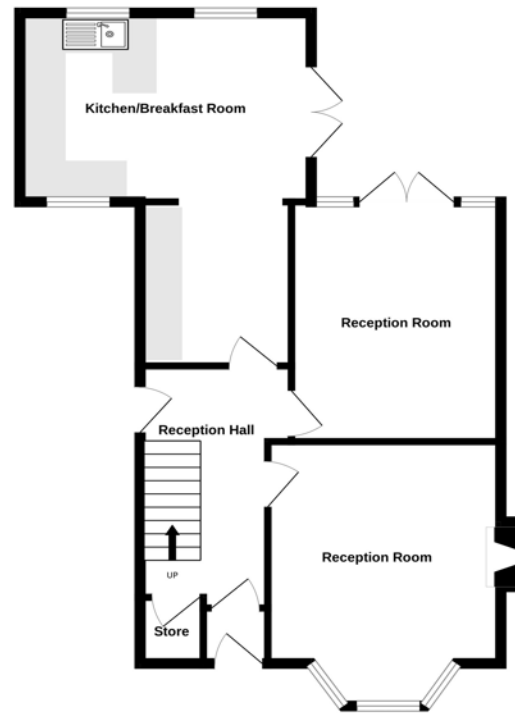 Kitchen/Breakfast Room
Reception Room
Reception Hall
Reception Room
UP
Store